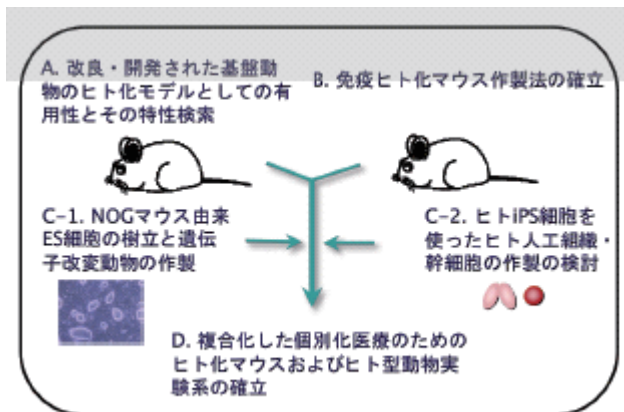 A. 改良・開発された基盤動
物のヒト化モデルとしての有
用性とその特性検索
B. 免疫ヒト化マウス作製法の確立
C-1. NOGマウス由来
ES細胞の樹立と遺伝
子改変動物の作製
C-2. ヒトiPS細胞を
使ったヒト人工組織・
幹細胞の作製の検討
D. 複合化した個別化医療のための
ヒト化マウスおよびヒト型動物実
験系の確立